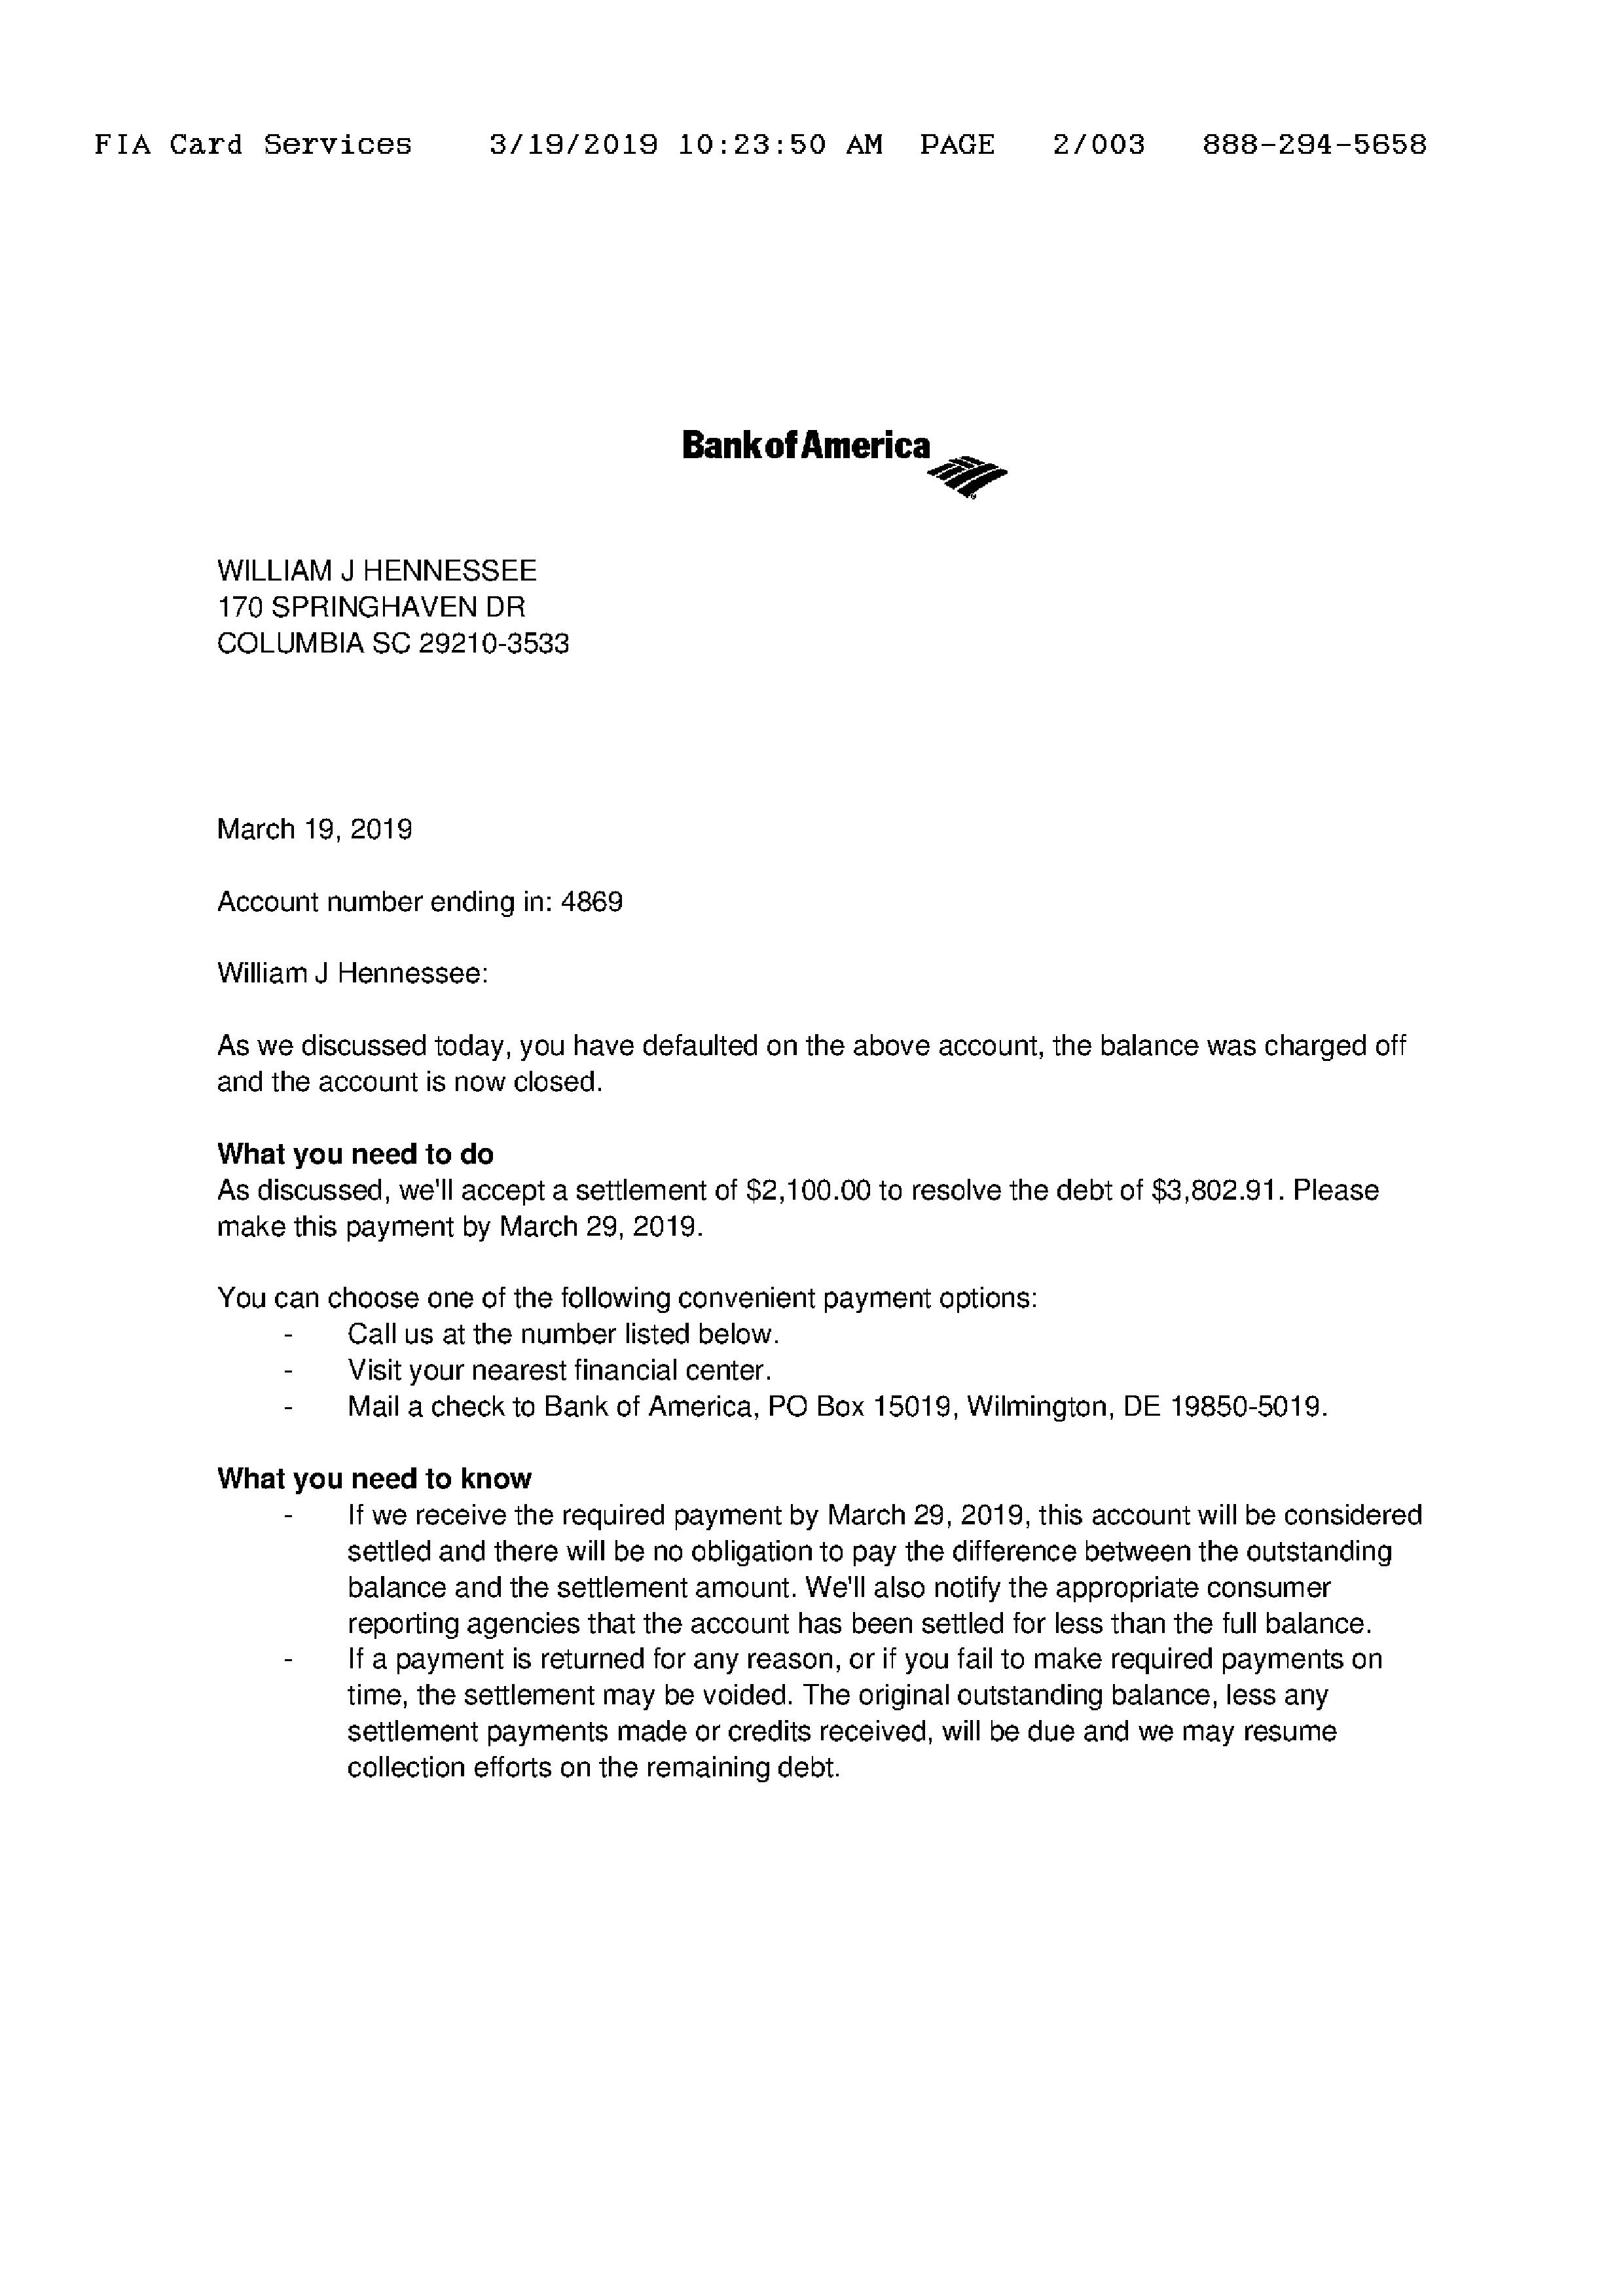 FIA Card Services 3/19/2019 10:23:50 AM PAGE 2/003 888-294-5658
Bank of America
WILLIAM J HENNESSEE
170 SPRINGHAVEN DR
COLUMBIA SC 29210-3533
March 19, 2019
Account number ending in: 4869
William J Hennessee:
As we discussed today, you have defaulted on the above account, the balance was charged off
and the account is now closed.
What you need to do
As discussed, we'll accept a settlement of $2,100.00 to resolve the debt of $3,802.91. Please
make this payment by March 29, 2019.
You can choose one of the following convenient payment options:
- Call us at the number listed below.
- Visit your nearest financial center.
- Mail a check to Bank of America, PO Box 15019, Wilmington, DE 19850-5019.
What you need to know
- If we receive the required payment by March 29, 2019, this account will be considered
settled and there will be no obligation to pay the difference between the outstanding
balance and the settlement amount. We'll also notify the appropriate consumer
reporting agencies that the account has been settled for less than the full balance.
- If a payment is returned for any reason, or if you fail to make required payments on
time, the settlement may be voided. The original outstanding balance, less any
settlement payments made or credits received, will be due and we may resume
collection efforts on the remaining debt.